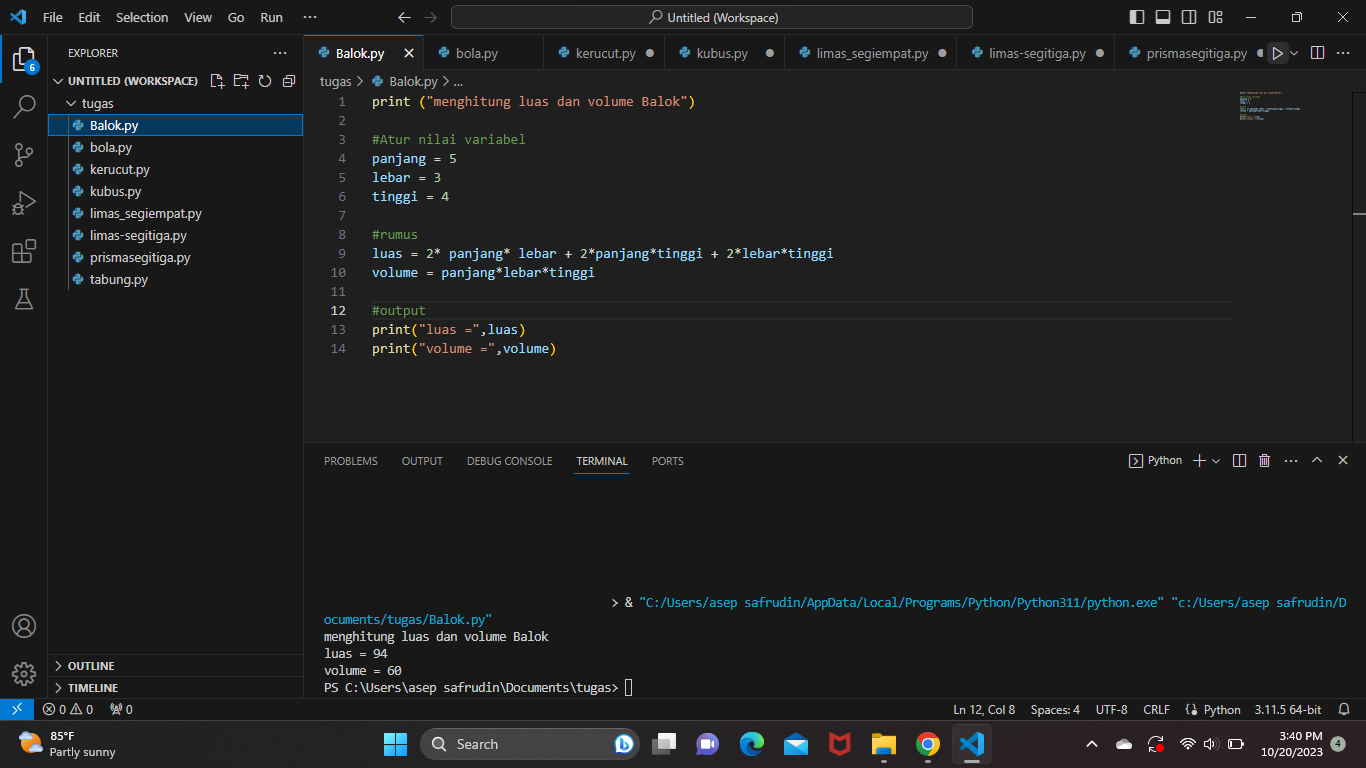 File Edit Selection View Go Run ··· Untitled (Workspace)
EXPLORER ···
UNTITLED (WORKSPACE)
tugas
Balok.py
bola.py
kerucut.py
kubus.py
limas_segiempat.py
limas-segitiga.py
prismasegitiga.py
tabung.py
OUTLINE
TIMELINE
6
Balok.py bola.py kerucut.py kubus.py limas_segiempat.py limas-segitiga.py prismasegitiga.py
tugas > Balok.py > ...
1 print ("menghitung luas dan volume Balok")
2
3 #Atur nilai variabel
4 panjang = 5
5 lebar = 3
6 tinggi = 4
7
8 #rumus
9 luas = 2* panjang* lebar + 2*panjang*tinggi + 2*lebar*tinggi
10 volume = panjang*lebar*tinggi
11
12 #output
13 print("luas =",luas)
14 print("volume =",volume)
PROBLEMS OUTPUT DEBUG CONSOLE TERMINAL PORTS Python
> & "C:/Users/asep safrudin/AppData/Local/Programs/Python/Python311/python.exe" "c:/Users/asep safrudin/D
ocuments/tugas/Balok.py"
menghitung luas dan volume Balok
luas = 94
volume = 60
PS C:\Users\asep safrudin\Documents\tugas>
0 0 0 Ln 12, Col 8 Spaces: 4 UTF-8 CRLF Python 3.11.5 64-bit
85°F
Partly sunny
Search
3:40 PM
10/20/2023
4